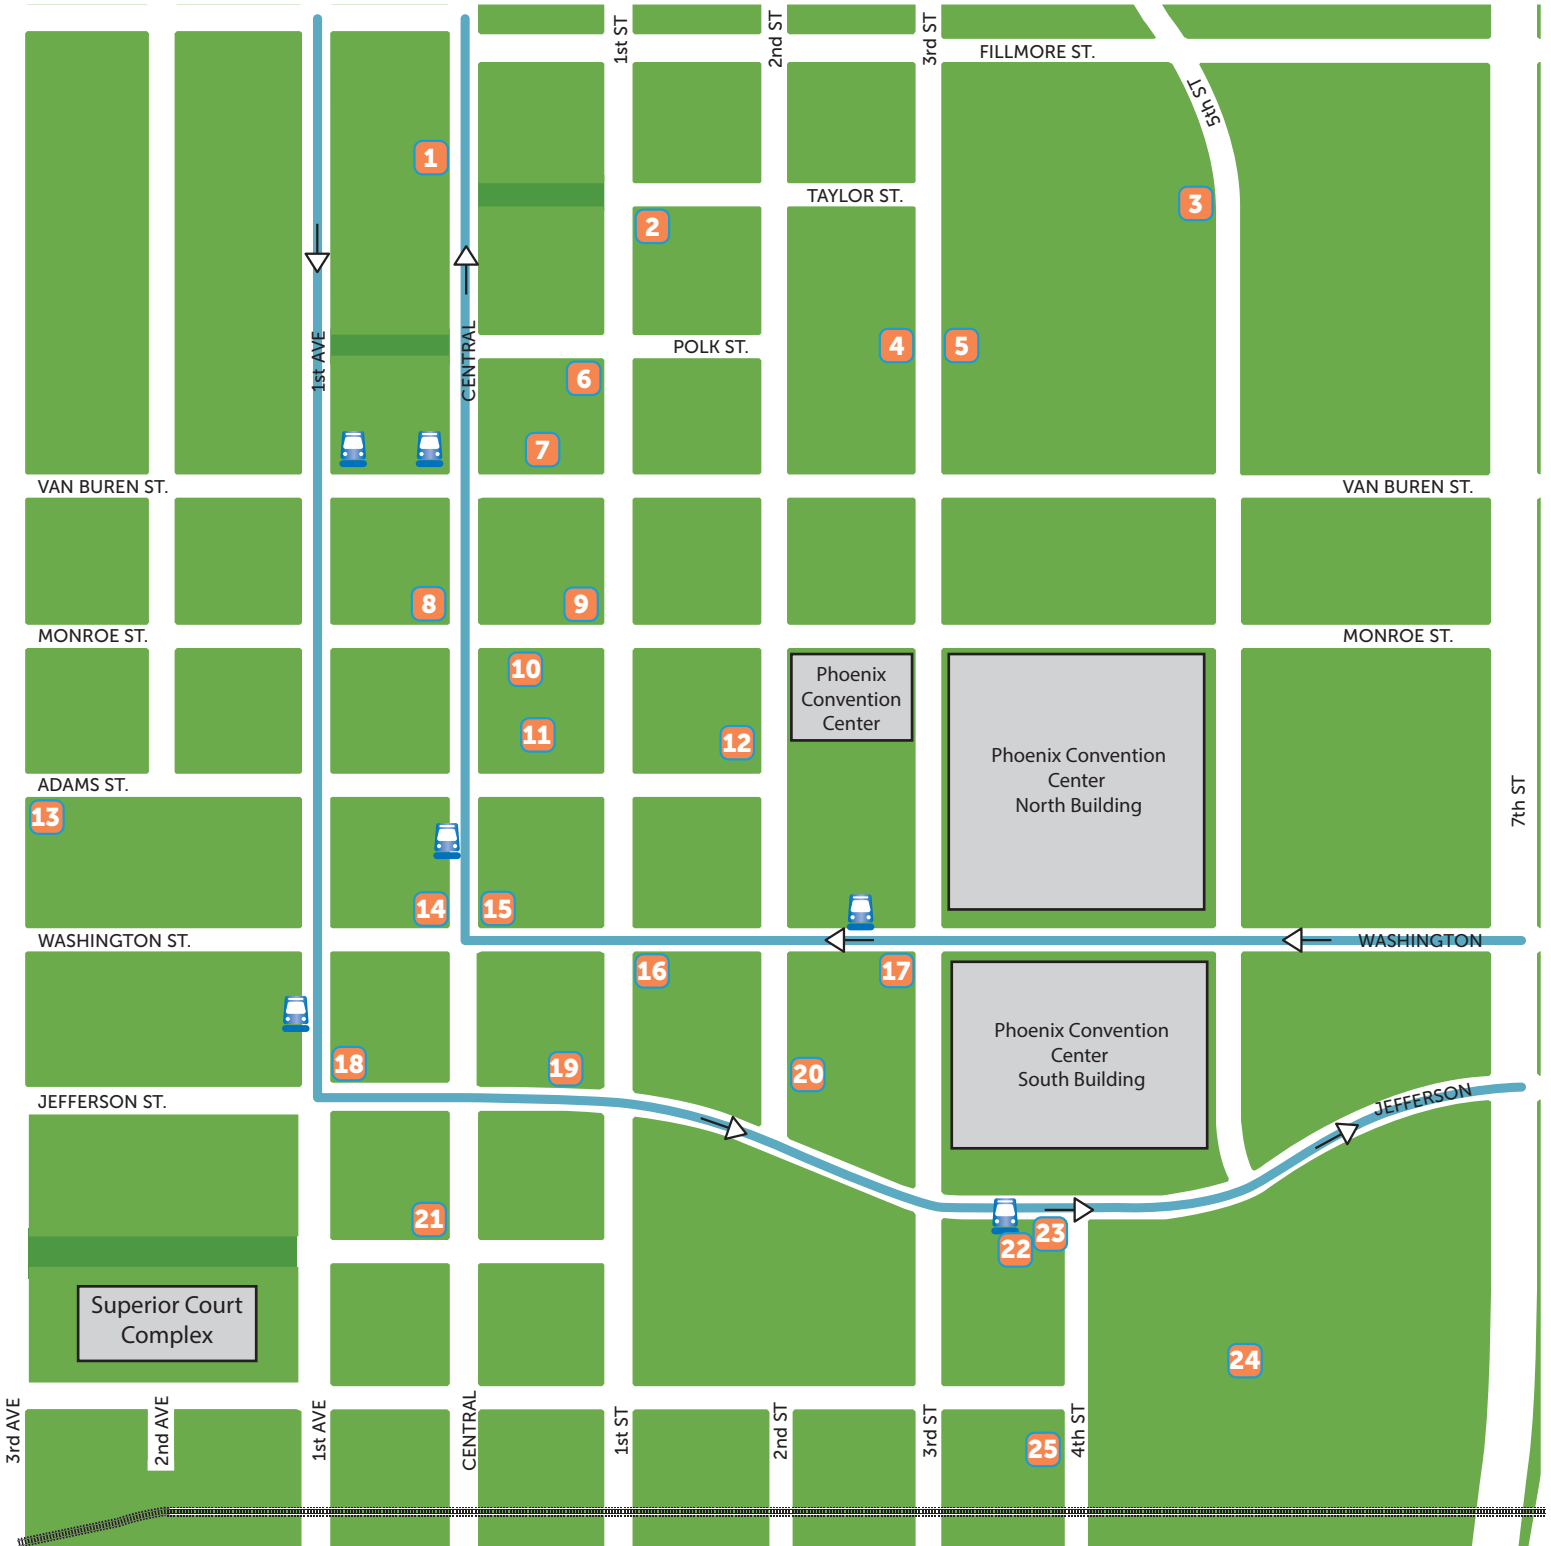 1st ST
2nd ST
3rd ST
FILLMORE ST.
5th ST
1
TAYLOR ST.
2
3
1st AVE
CENTRAL
POLK ST.
4
5
6
7
VAN BUREN ST.
VAN BUREN ST.
8
9
MONROE ST.
MONROE ST.
10
11
12
Phoenix
Convention
Center
Phoenix Convention
Center
North Building
ADAMS ST.
7th ST
13
14
15
WASHINGTON ST.
WASHINGTON
16
17
18
19
20
Phoenix Convention
Center
South Building
JEFFERSON ST.
JEFFERSON
21
22
23
Superior Court
Complex
24
3rd AVE
2nd AVE
1st AVE
CENTRAL
1st ST
2nd ST
3rd ST
25
4th ST